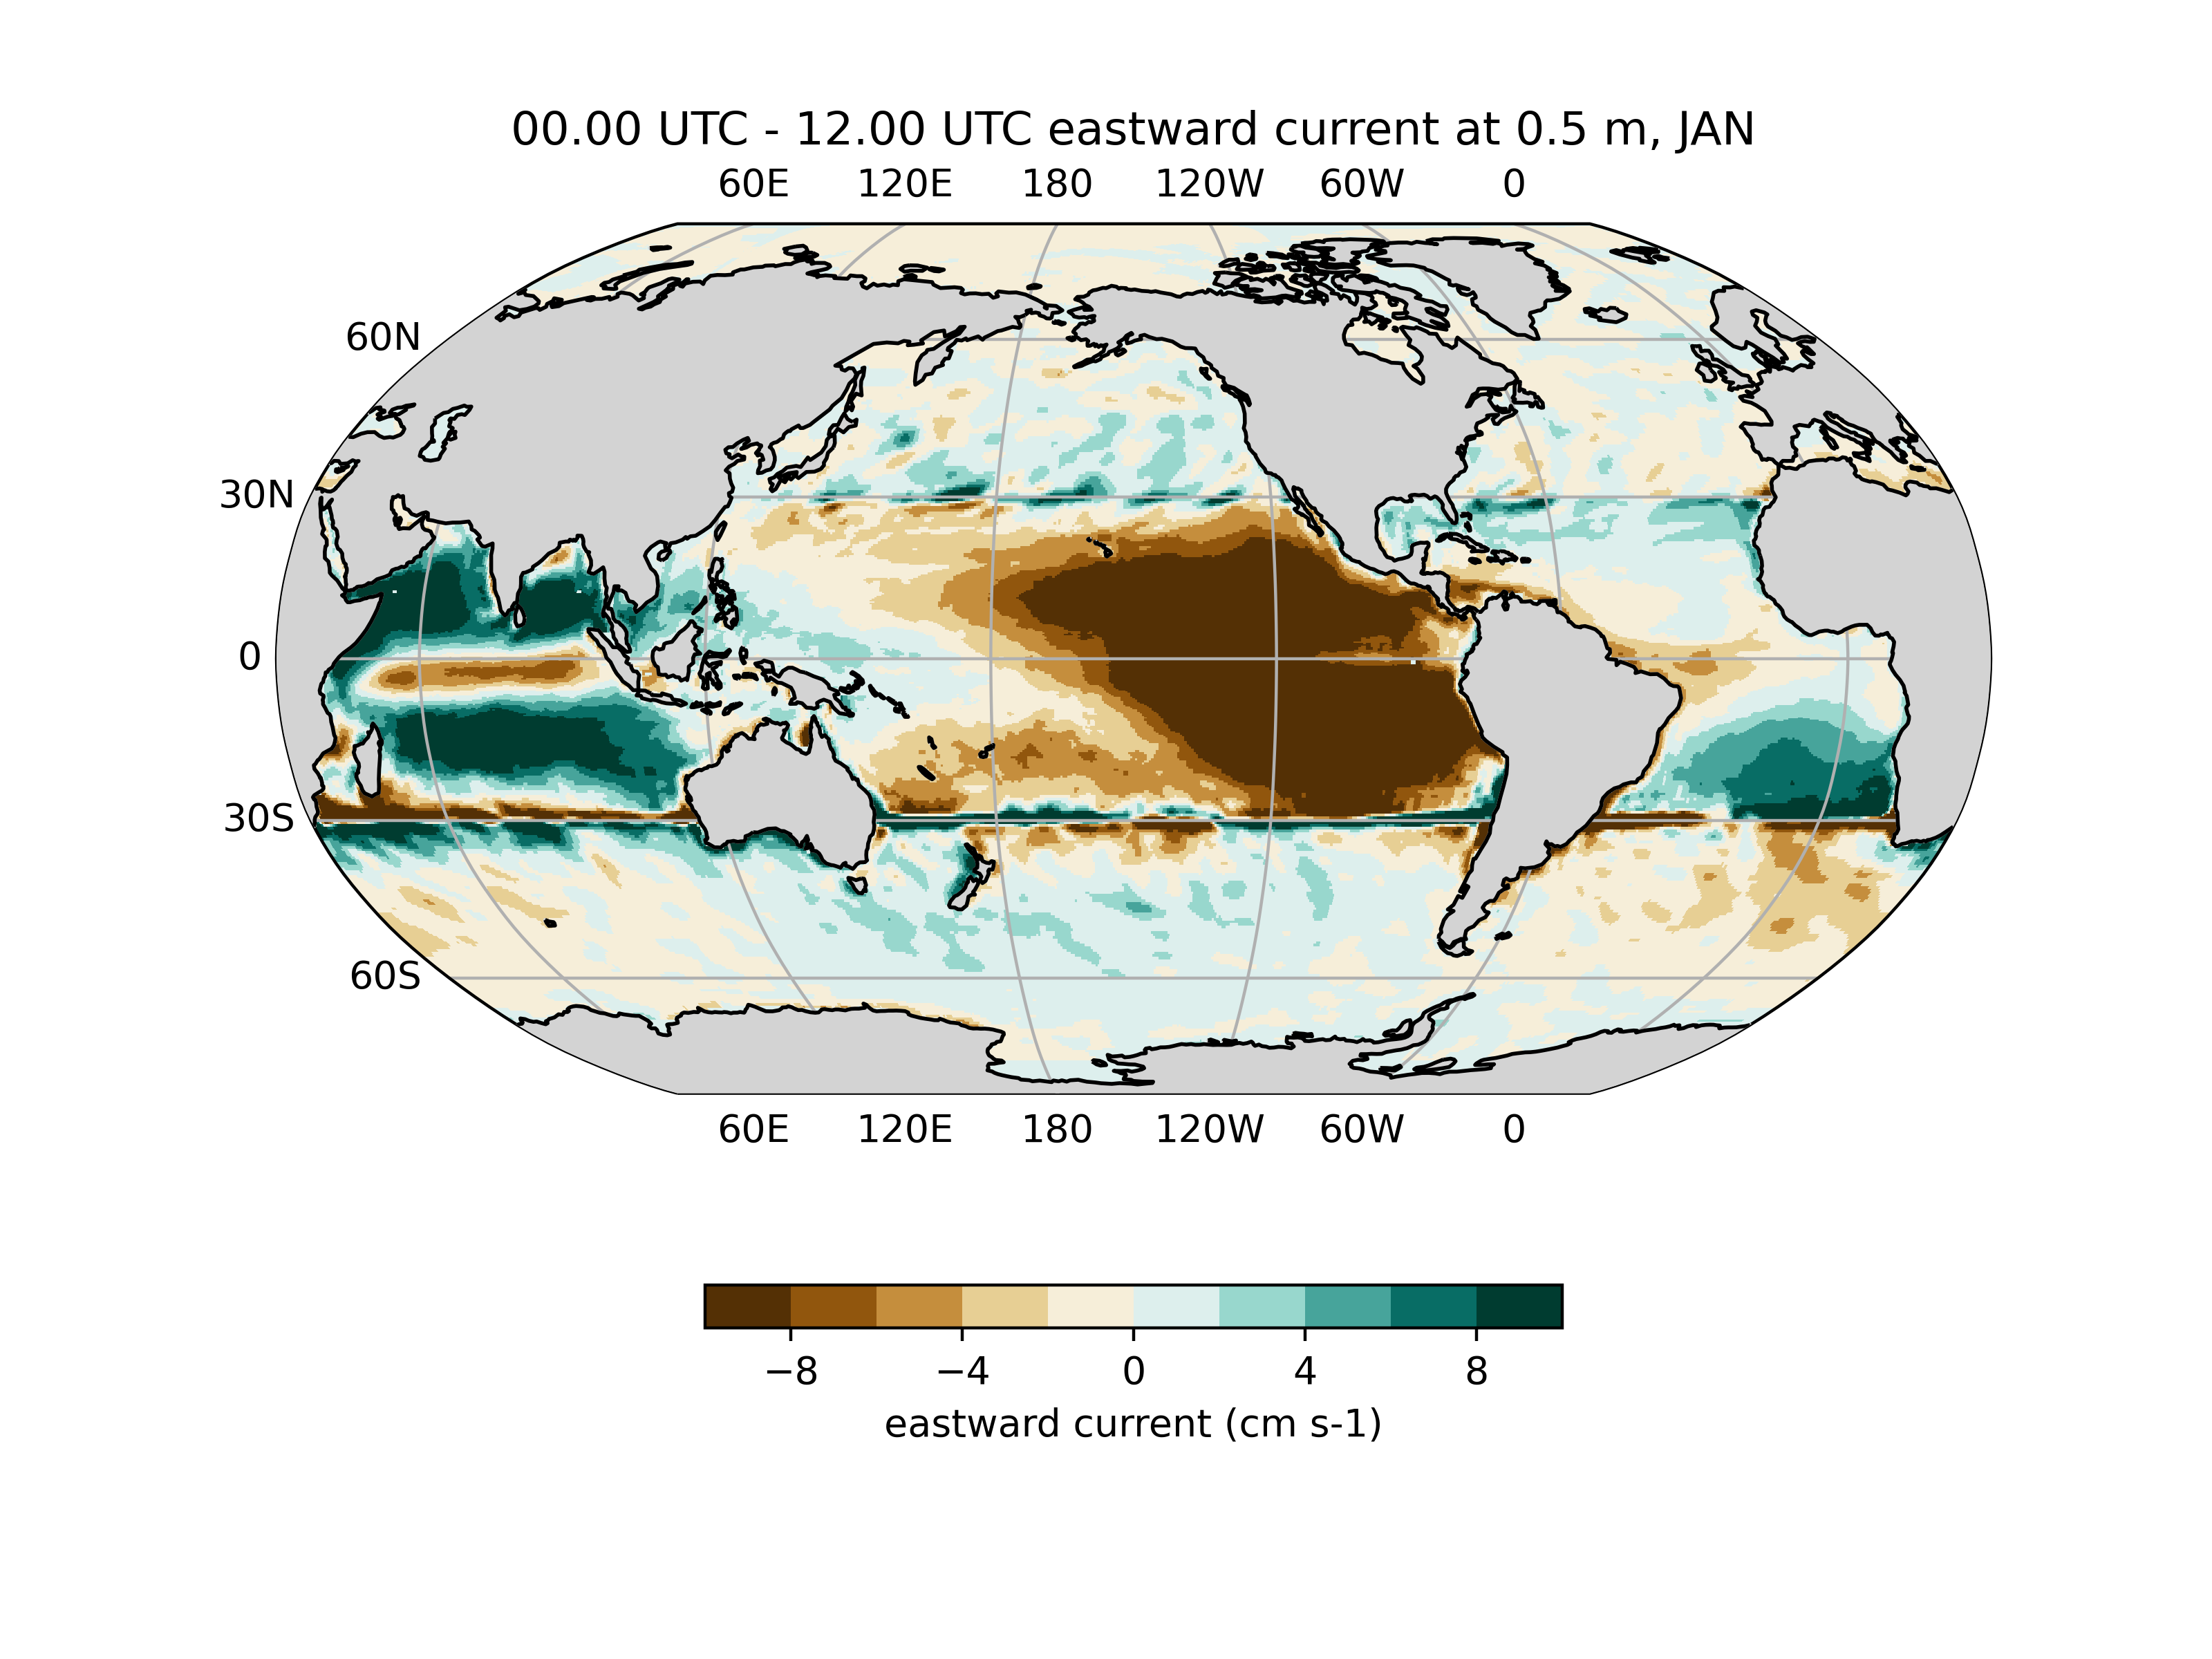 00.00 UTC - 12.00 UTC eastward current at 0.5 m, JAN
60E 120E 180 120W 60W 0
60N
30N
0
30S
60S
60E 120E 180 120W 60W 0
−8 −4 0 4 8
eastward current (cm s-1)